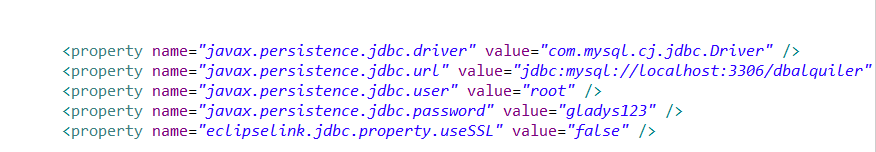 <property name="javax.persistence.jdbc.driver" value="com.mysql.cj.jdbc.Driver" />
<property name="javax.persistence.jdbc.url" value="jdbc:mysql://localhost:3306/dbalquiler"
<property name="javax.persistence.jdbc.user" value="root" />
<property name="javax.persistence.jdbc.password" value="gladys123" />
<property name="eclipselink.jdbc.property.useSSL" value="false" />